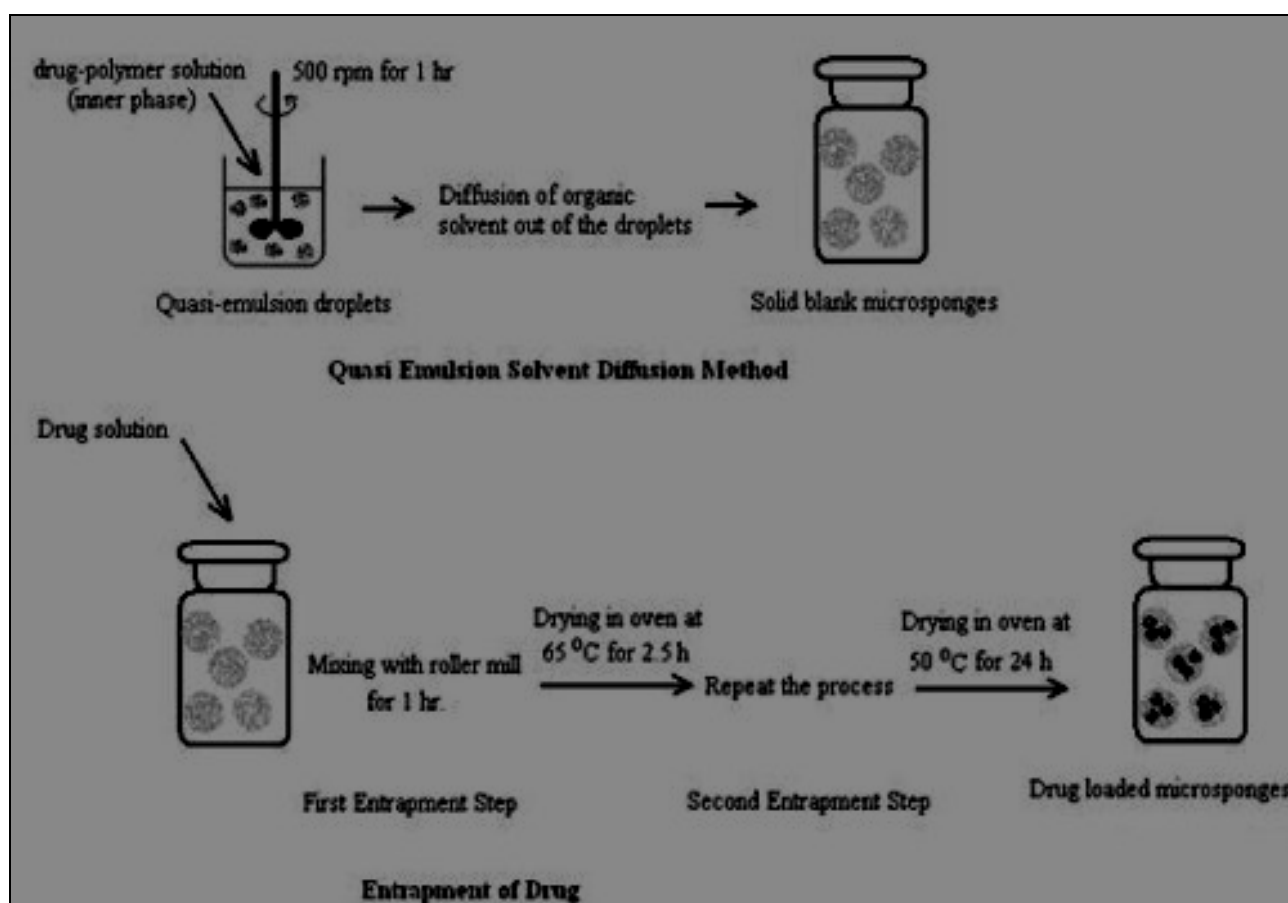 drug-polymer solution
(inner phase)
500 rpm for 1 hr
Diffusion of organic
solvent out of the droplets
Quasi-emulsion droplets
Solid blank microsponges
Quasi Emulsion Solvent Diffusion Method
Drug solution
Mixing with roller mill
for 1 hr.
Drying in oven at
65 ⁰C for 2.5 h
Repeat the process
Drying in oven at
50 ⁰C for 24 h
First Entrapment Step
Second Entrapment Step
Drug loaded microsponges
Entrapment of Drug